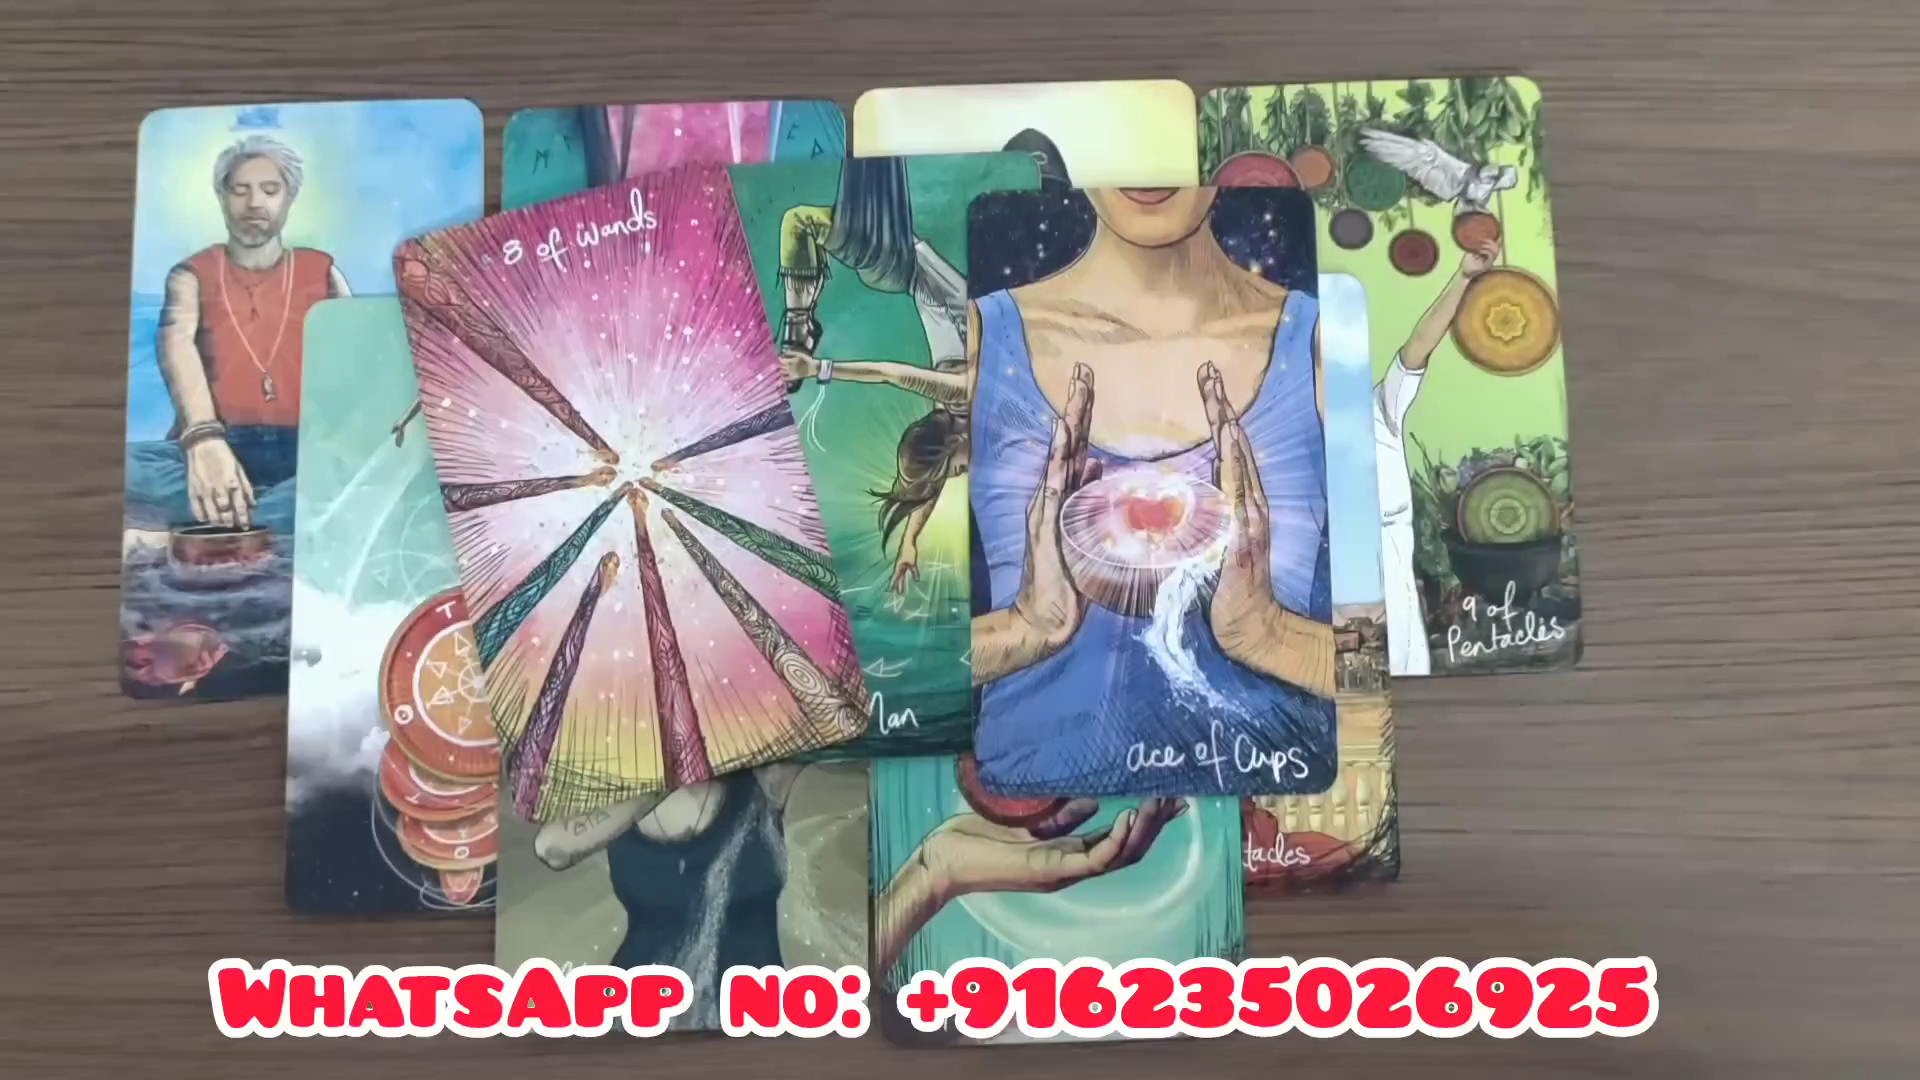 8 of Wands
Man
ace of Cups
9 of
Pentacles
tacles
WhatsApp no: +916235026925